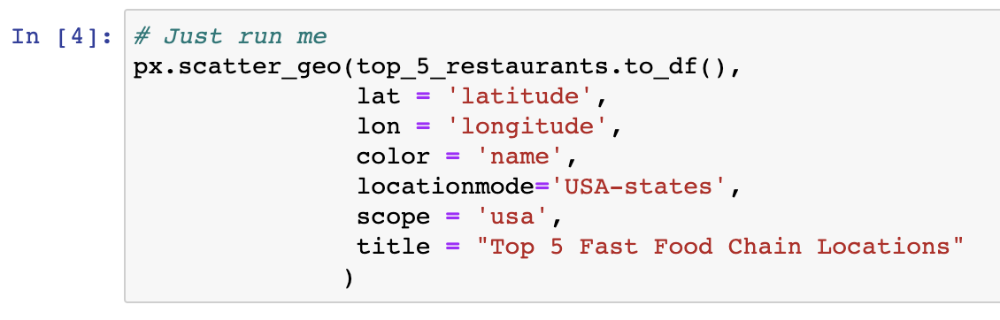 In [4]: # Just run me
px.scatter_geo(top_5_restaurants.to_df(),
lat = 'latitude',
lon = 'longitude',
color = 'name',
locationmode='USA-states',
scope = 'usa',
title = "Top 5 Fast Food Chain Locations"
)